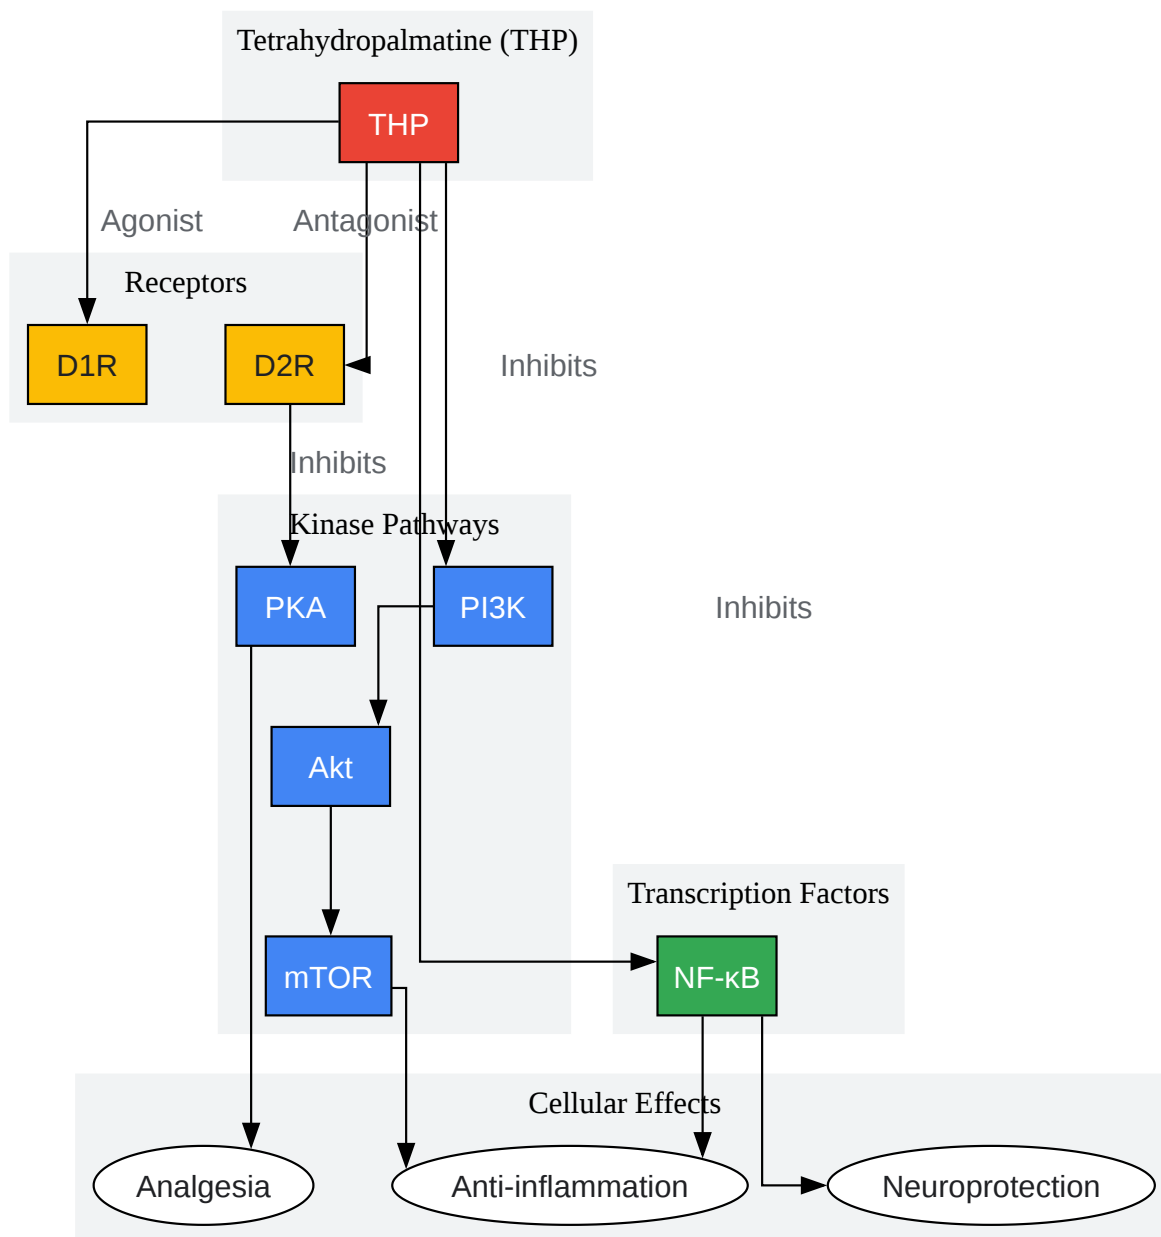 Tetrahydropalmatine (THP)
THP
Agonist
Antagonist
Receptors
D1R
D2R
Inhibits
Inhibits
Kinase Pathways
PKA
PI3K
Inhibits
Akt
Transcription Factors
mTOR
NF-κB
Cellular Effects
Analgesia
Anti-inflammation
Neuroprotection